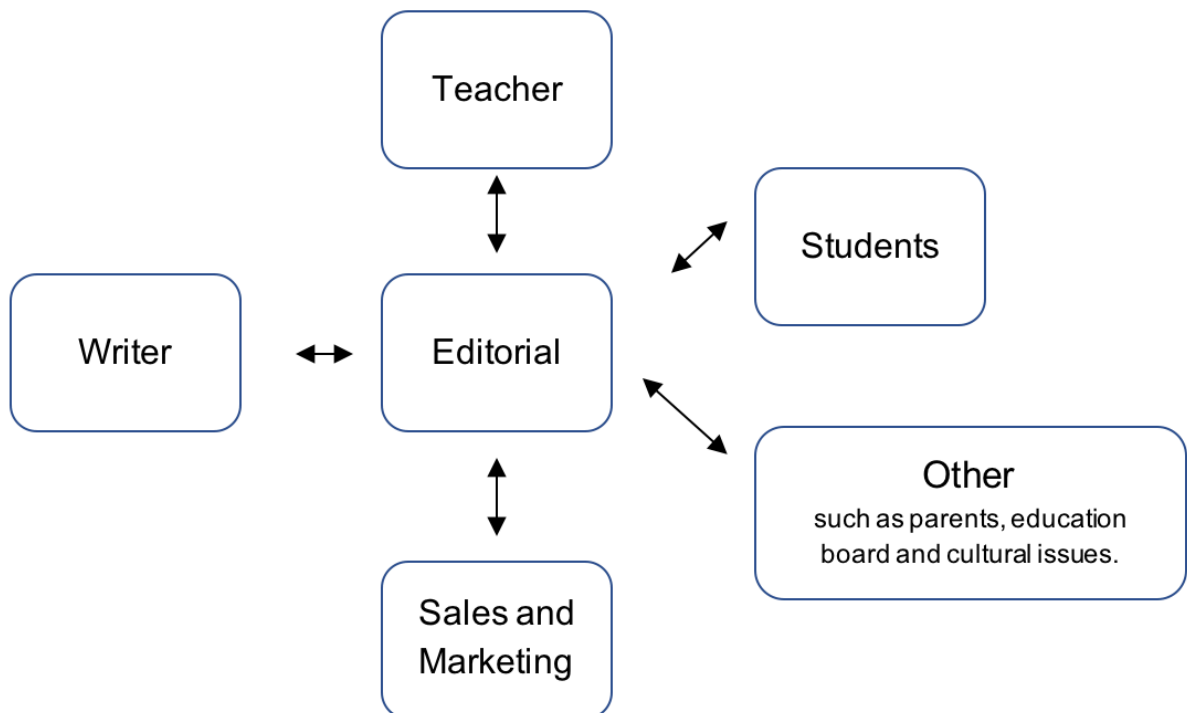 Teacher
Students
Writer
Editorial
Other
such as parents, education
board and cultural issues.
Sales and
Marketing